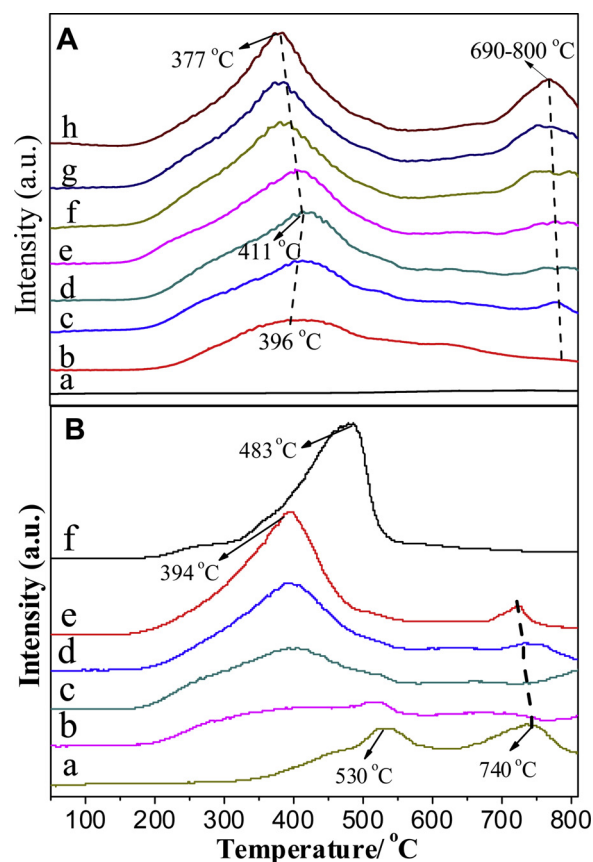 A
377 °C
690-800 °C
h
g
f
e
411 °C
d
c
396 °C
b
a
Intensity (a.u.)
B
483 °C
f
394 °C
e
d
c
b
a
530 °C
740 °C
Intensity (a.u.)
100 200 300 400 500 600 700 800
Temperature/ °C